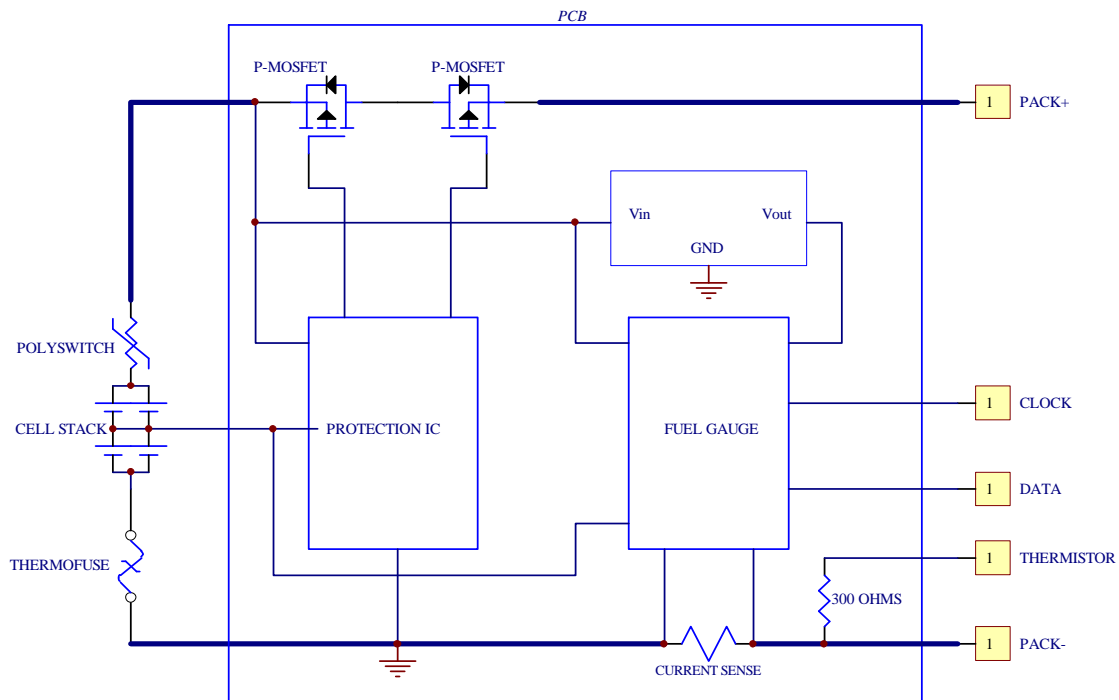 PCB
P-MOSFET
P-MOSFET
1
PACK+
Vin
Vout
GND
POLYSWITCH
CELL STACK
PROTECTION IC
FUEL GAUGE
1
CLOCK
1
DATA
THERMOFUSE
1
THERMISTOR
300 OHMS
1
PACK-
CURRENT SENSE